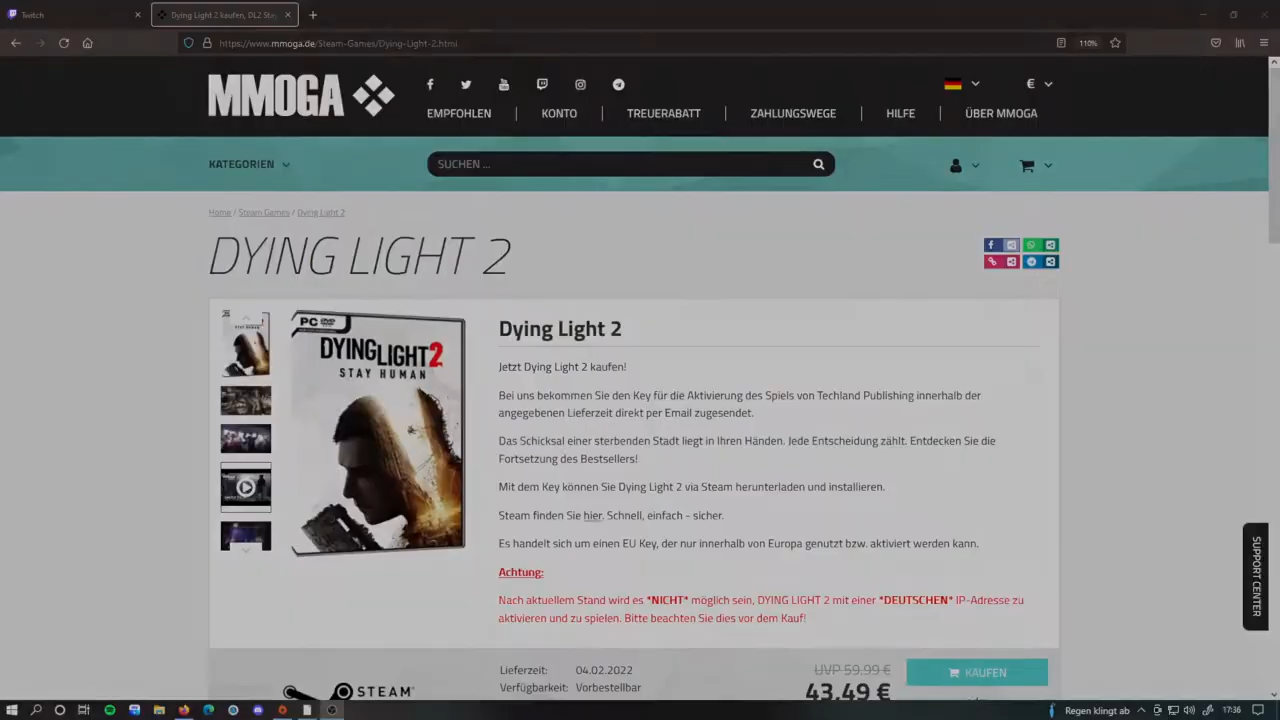 Twitch
Dying Light 2 kaufen, DL2 Ste
https://www.mmoga.de/Steam-Games/Dying-Light-2.html
110%
MMOGA
EMPFOHLEN
KONTO
TREUERABATT
ZAHLUNGSWEGE
HILFE
ÜBER MMOGA
€
KATEGORIEN
SUCHEN ...
Home / Steam Games / Dying Light 2
DYING LIGHT 2
PC DVD
DYING LIGHT 2
STAY HUMAN
Dying Light 2
Jetzt Dying Light 2 kaufen!
Bei uns bekommen Sie den Key für die Aktivierung des Spiels von Techland Publishing innerhalb der
angegebenen Lieferzeit direkt per Email zugesendet.
Das Schicksal einer sterbenden Stadt liegt in Ihren Händen. Jede Entscheidung zählt. Entdecken Sie die
Fortsetzung des Bestsellers!
Mit dem Key können Sie Dying Light 2 via Steam herunterladen und installieren.
Steam finden Sie hier. Schnell, einfach - sicher.
Es handelt sich um einen EU Key, der nur innerhalb von Europa genutzt bzw. aktiviert werden kann.
Achtung:
Nach aktuellem Stand wird es *NICHT* möglich sein, DYING LIGHT 2 mit einer *DEUTSCHEN* IP-Adresse zu
aktivieren und zu spielen. Bitte beachten Sie dies vor dem Kauf!
SUPPORT CENTER
STEAM
Lieferzeit: 04.02.2022
Verfügbarkeit: Vorbestellbar
UVP 59.99 €
43.49 €
KAUFEN
Regen klingt ab
17:36